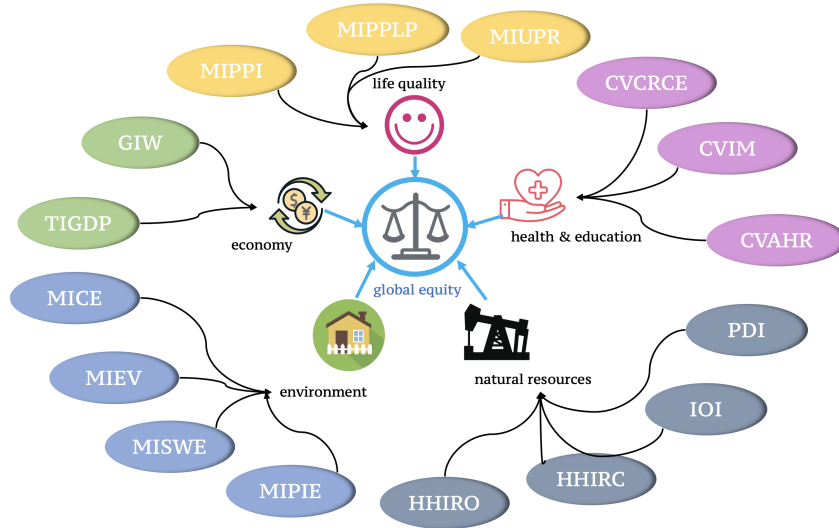 MIPPLP
MIUPR
MIPPI
life quality
CVCRCE
GIW
CVIM
$
¥
TIGDP
economy
health & education
CVAHR
global equity
MICE
PDI
MIEV
environment
natural resources
IOI
MISWE
MIPIE
HHIRC
HHIRO